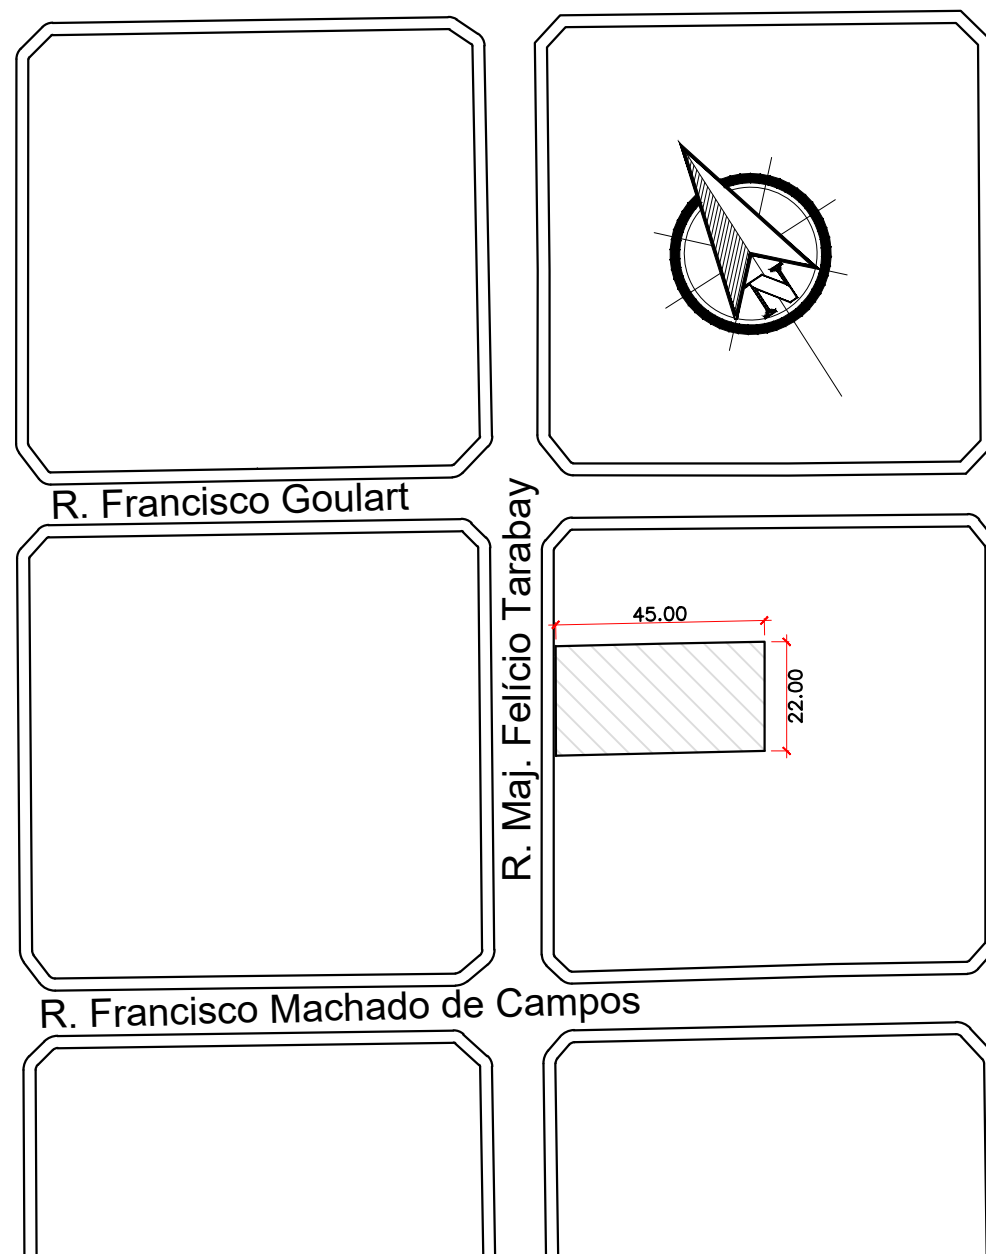 N
R. Francisco Goulart
R. Maj. Felício Tarabay
45.00
22.00
R. Francisco Machado de Campos